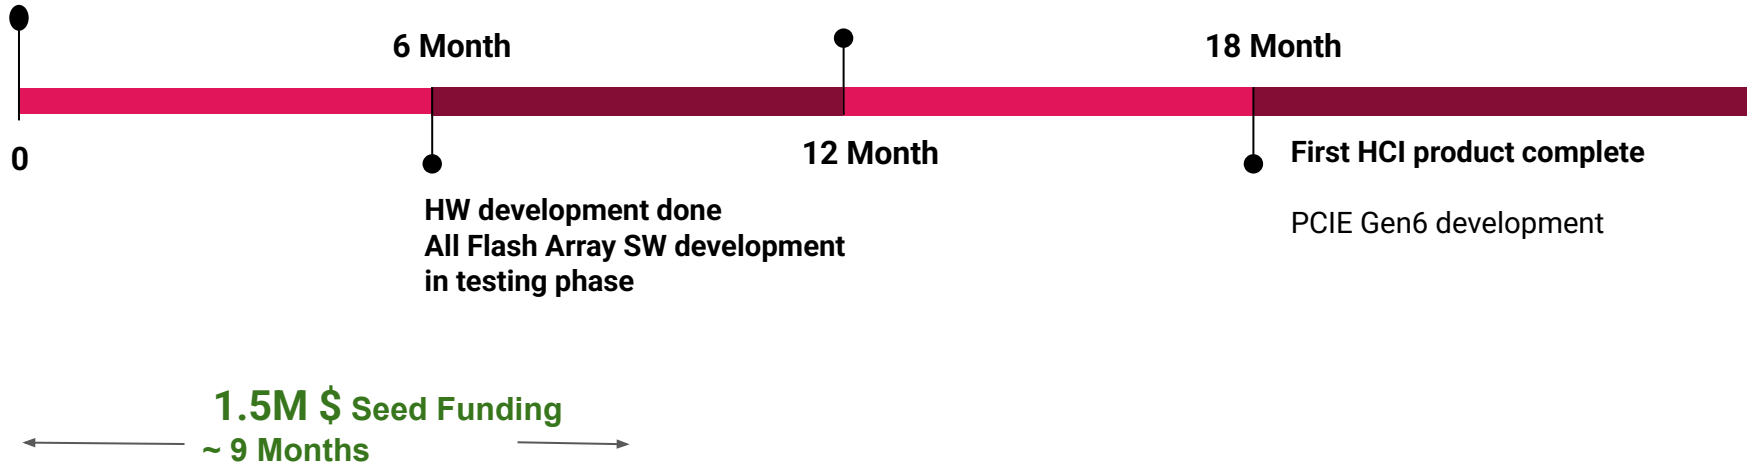 6 Month
18 Month
0
12 Month
First HCI product complete
HW development done
All Flash Array SW development
in testing phase
PCIE Gen6 development
1.5M $ Seed Funding
~ 9 Months